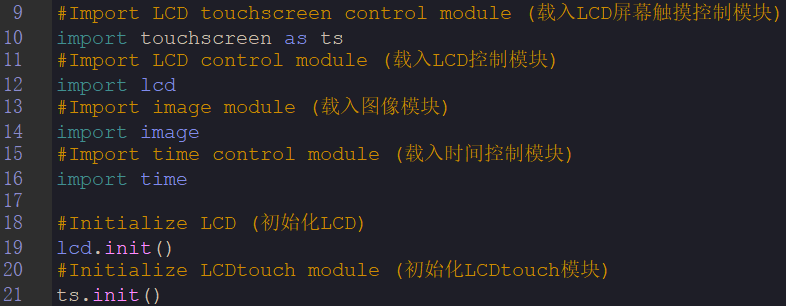 9 #Import LCD touchscreen control module (载入LCD屏幕触摸控制模块)
10 import touchscreen as ts
11 #Import LCD control module (载入LCD控制模块)
12 import lcd
13 #Import image module (载入图像模块)
14 import image
15 #Import time control module (载入时间控制模块)
16 import time
17
18 #Initialize LCD (初始化LCD)
19 lcd.init()
20 #Initialize LCDtouch module (初始化LCDtouch模块)
21 ts.init()